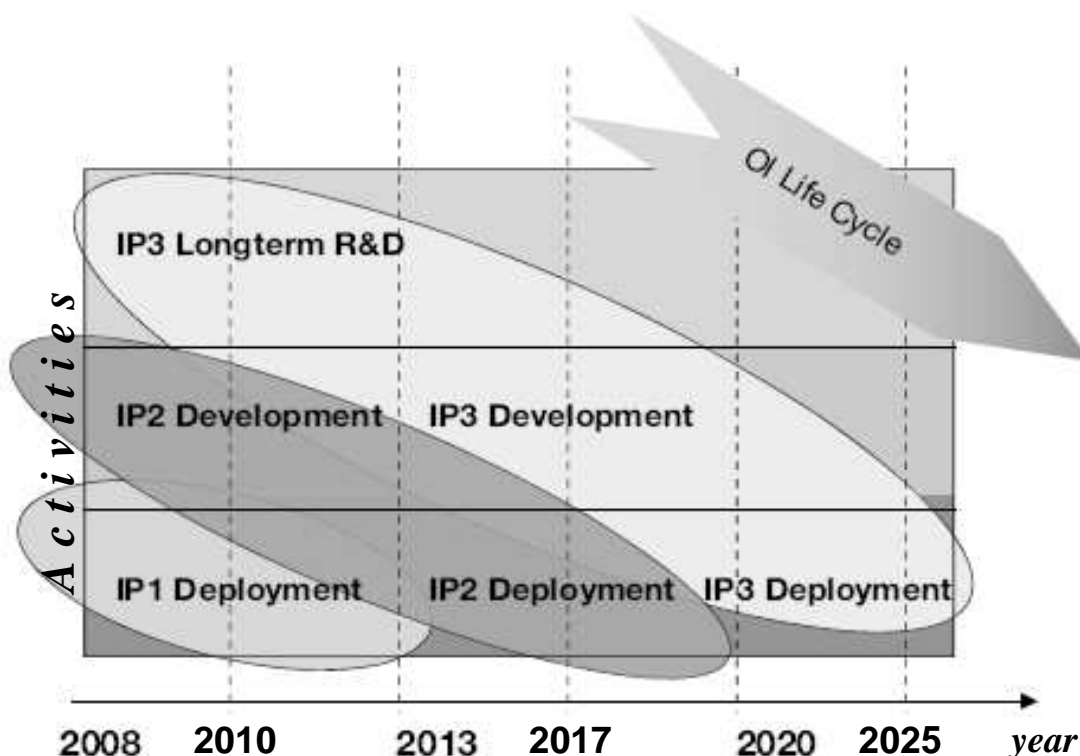 OI Life Cycle
IP3 Longterm R&D
Activities
IP2 Development
IP3 Development
IP1 Deployment
IP2 Deployment
IP3 Deployment
2008
2010
2013
2017
2020
2025
year